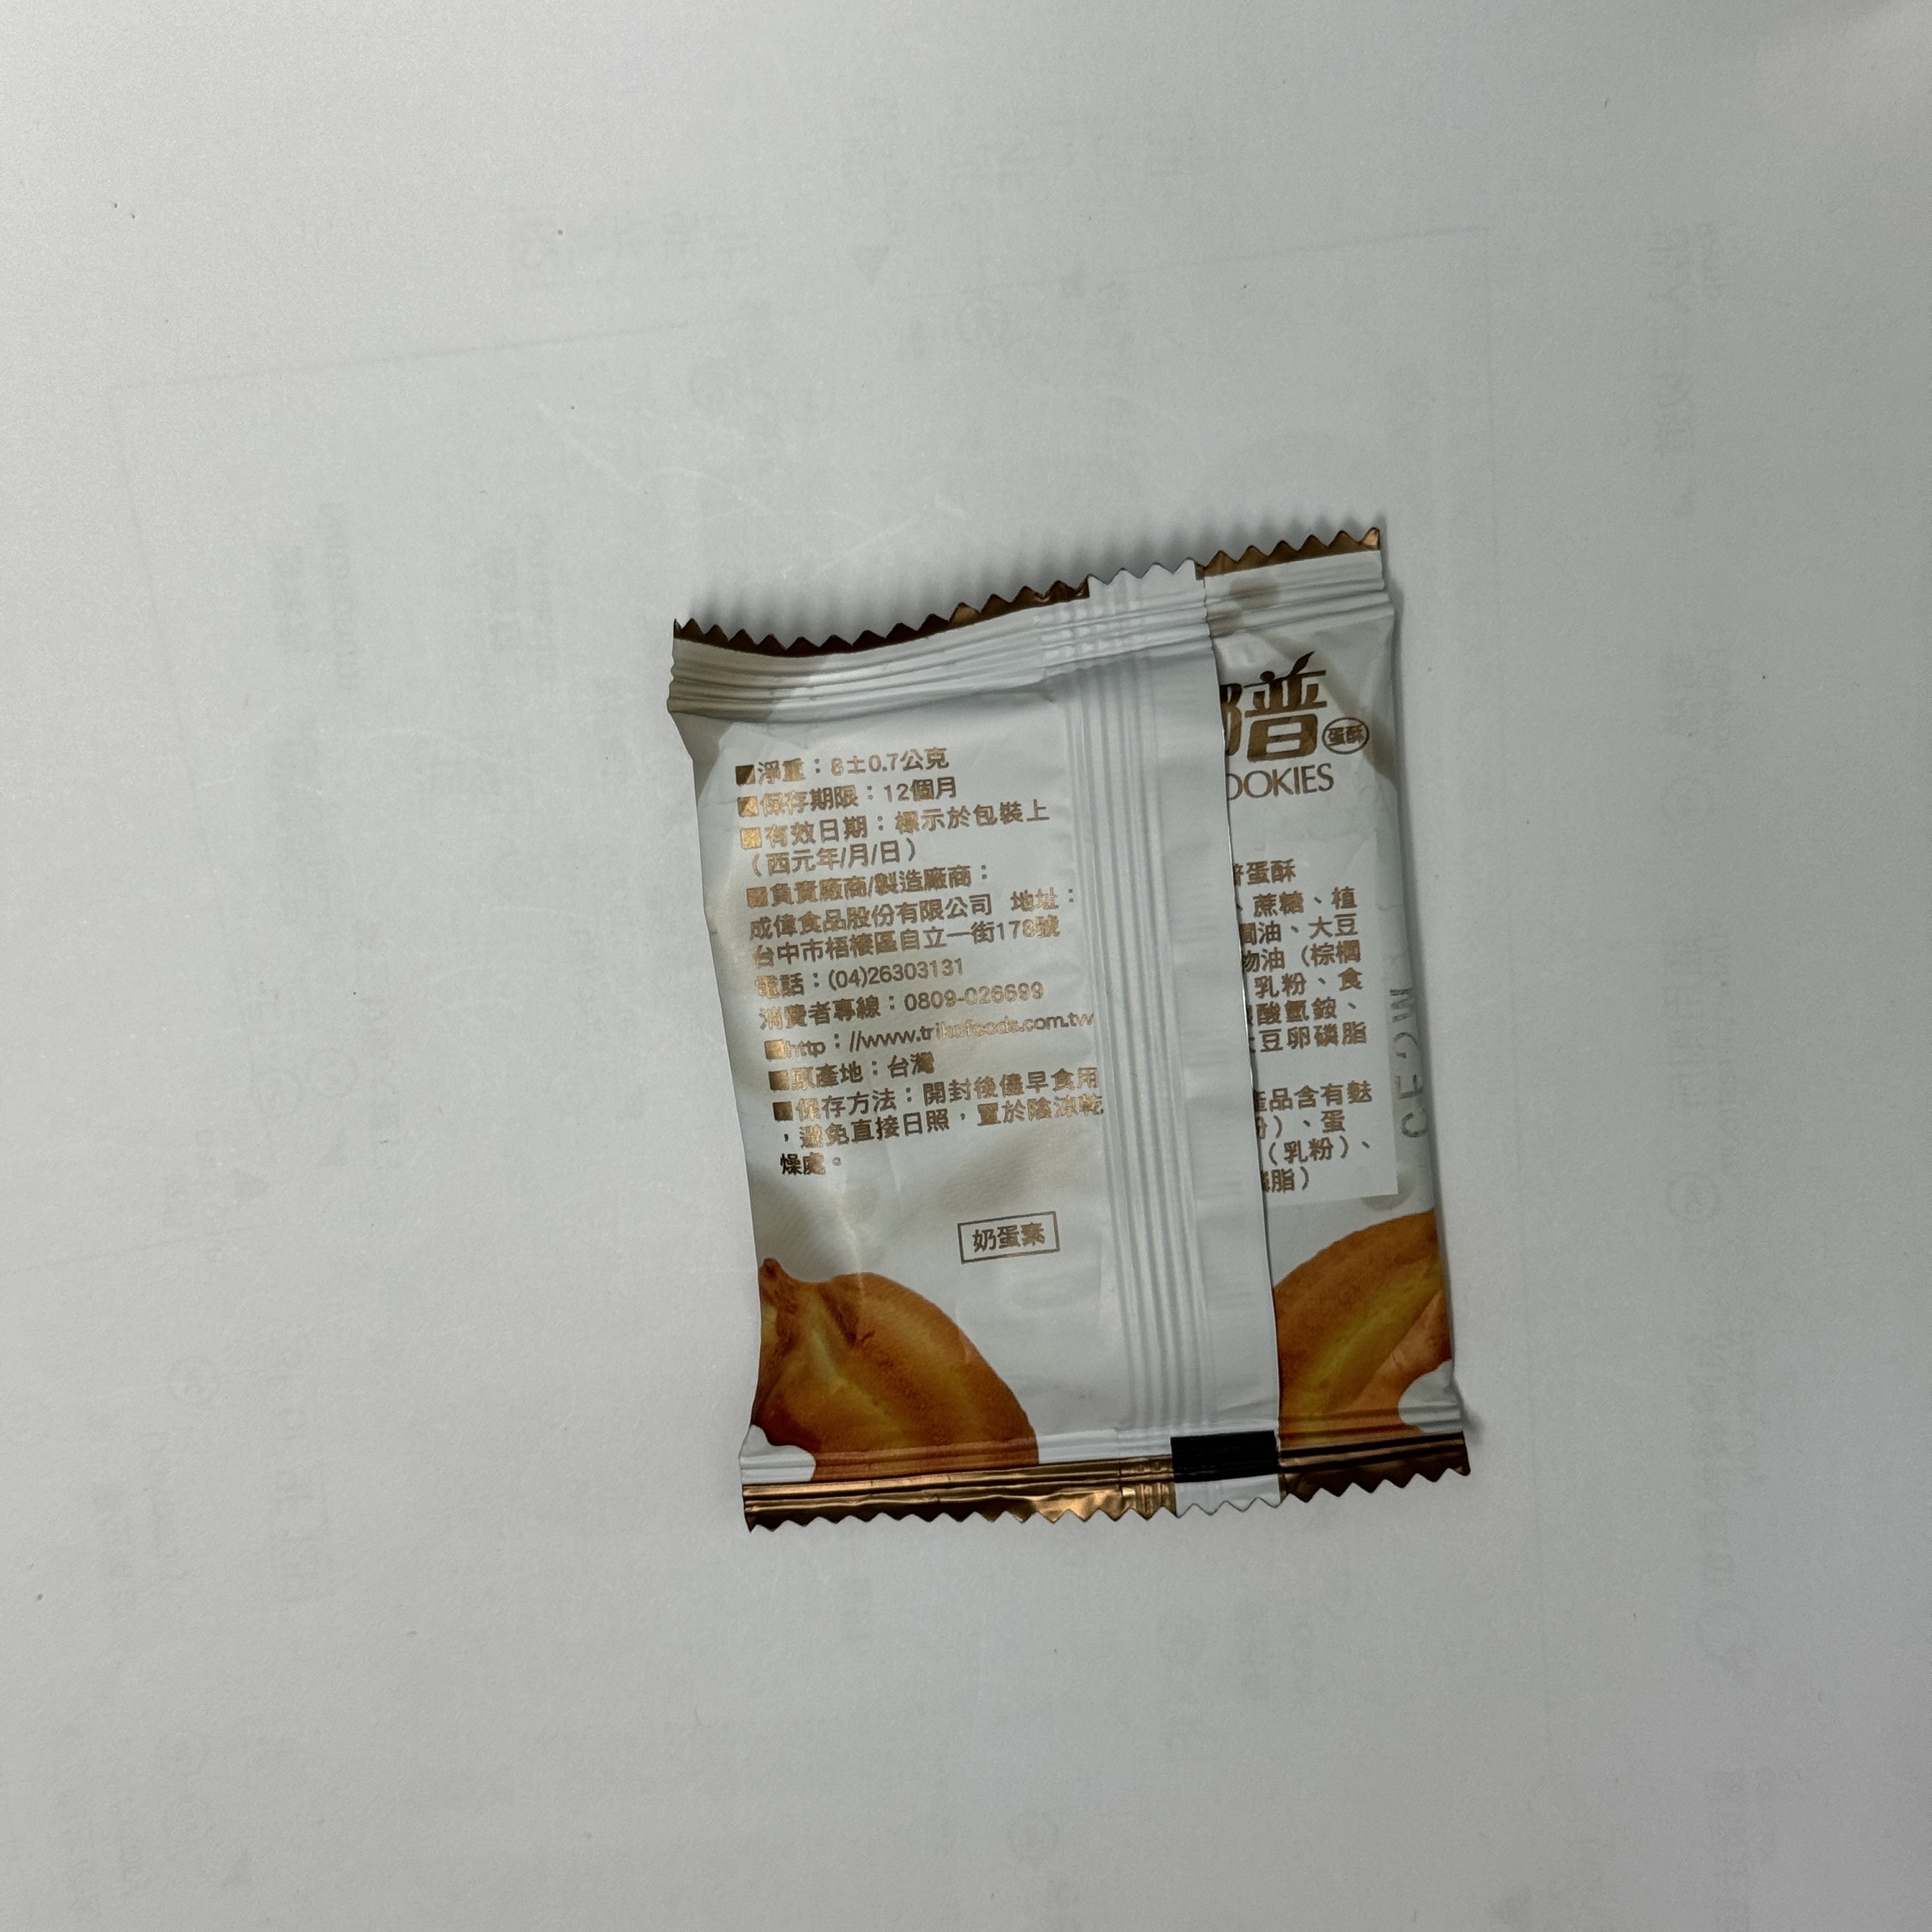 ■淨重：8±0.7公克
■保存期限：12個月
■有效日期：標示於包裝上
（西元年/月/日）
■負責廠商/製造廠商：
成偉食品股份有限公司 地址：
台中市梧棲區自立一街178號
電話：(04)26303131
消費者專線：0809-026699
■http：//www.trikofoods.com.tw
■原產地：台灣
■保存方法：開封後儘早食用
，避免直接日照，置於陰涼乾
燥處。
奶蛋素
普
蛋酥
OOKIES
蛋酥
、蔗糖、植
油、大豆
物油（棕櫚
乳粉、食
酸氫銨、
豆卵磷脂
品含有麩
）、蛋
（乳粉）、
脂）